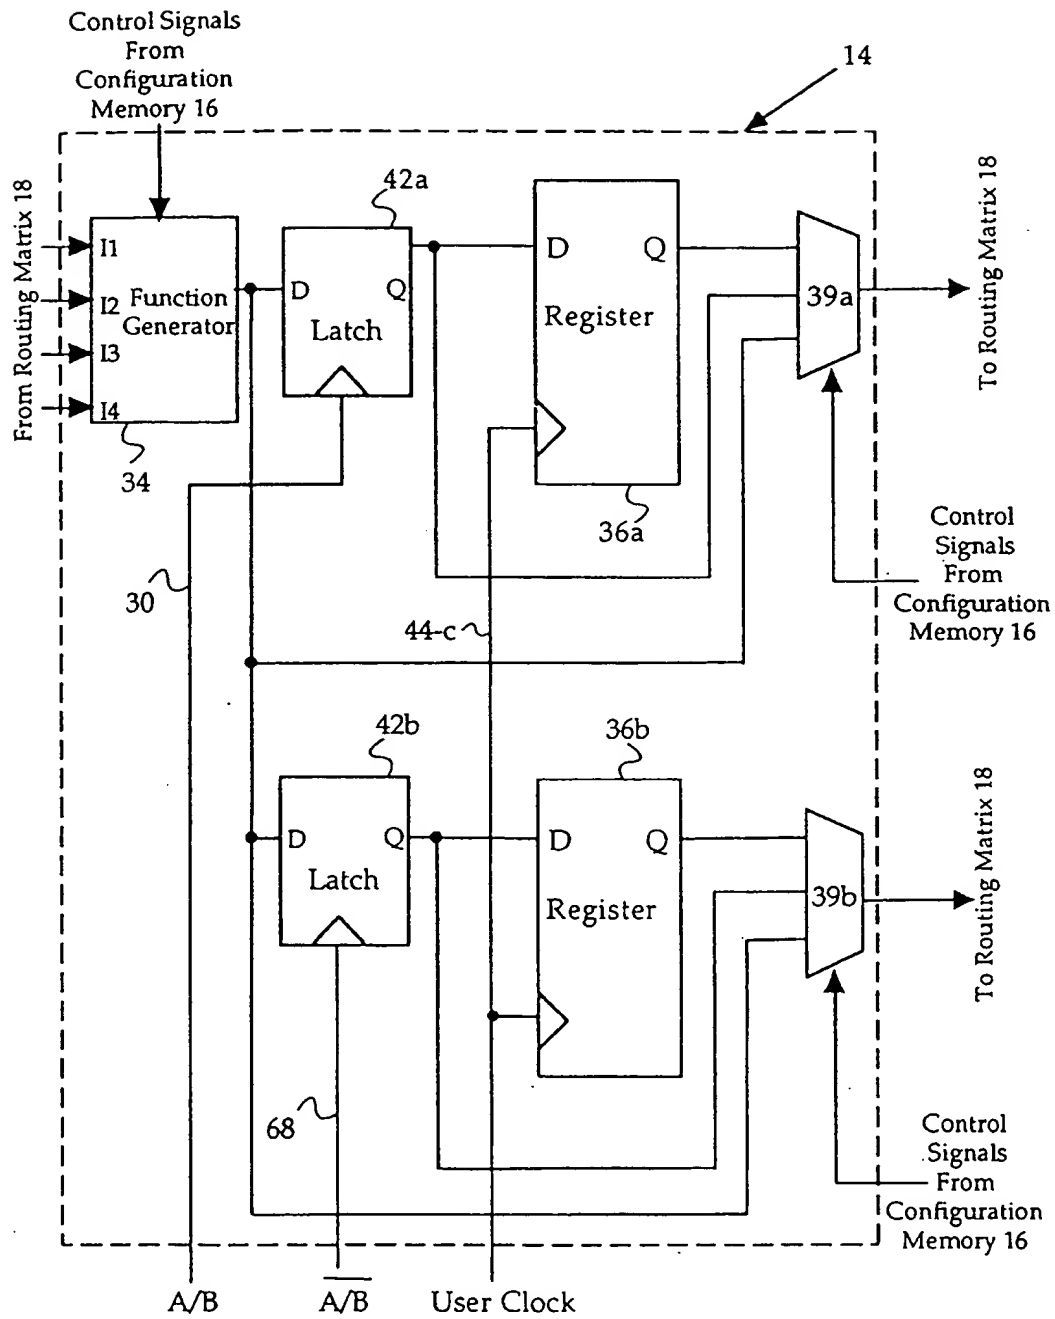 Control Signals
From
Configuration
Memory 16
14
From Routing Matrix 18
I1
I2
I3
I4
Function
Generator
34
42a
D
Q
Latch
D
Q
Register
36a
39a
To Routing Matrix 18
Control
Signals
From
Configuration
Memory 16
30
44-c
42b
D
Q
Latch
36b
D
Q
Register
39b
To Routing Matrix 18
68
Control
Signals
From
Configuration
Memory 16
A/B
A̅/̅B̅
User Clock